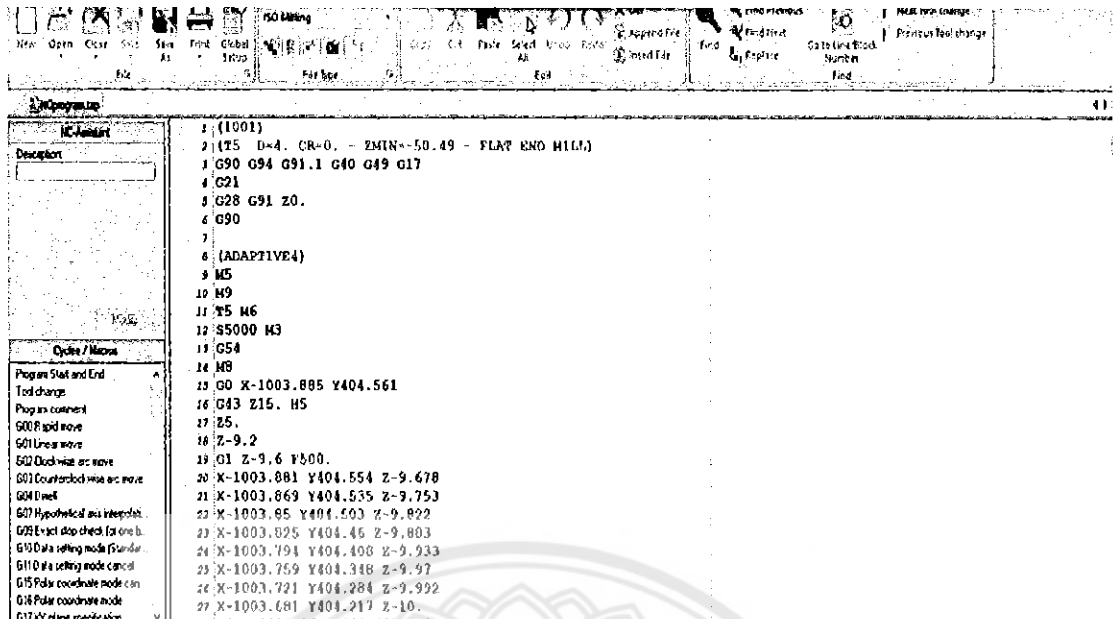 ISO Milling
New Open Close Save Save As Print Global Setup
Copy Cut Paste Select All Undo Redo
Append File
Insert File
Find
Find Previous
Find First
Replace
Go to Line/Block Number
Next Tool change
Previous Tool change
File
File Type
Edit
Find
NCprogram.tap
NC-Assistant
Description
Cycles / Macros
Program Start and End
Tool change
Program comment
G00 Rapid move
G01 Linear move
G02 Clockwise arc move
G03 Counterclockwise arc move
G04 Dwell
G07 Hypothetical axis interpolati..
G09 Exact stop check for one b..
G10 Data setting mode (Standar..
G11 Data setting mode cancel
G15 Polar coordinate mode can
G16 Polar coordinate mode
G17 XY plane specification
1 (1001)
2 (T5 D=4. CR=0. - ZMIN=-50.49 - FLAT END MILL)
3 G90 G94 G91.1 G40 G49 G17
4 G21
5 G28 G91 Z0.
6 G90
7
8 (ADAPTIVE4)
9 M5
10 M9
11 T5 M6
12 S5000 M3
13 G54
14 M8
15 G0 X-1003.885 Y404.561
16 G43 Z15. H5
17 Z5.
18 Z-9.2
19 G1 Z-9.6 F500.
20 X-1003.881 Y404.554 Z-9.678
21 X-1003.869 Y404.535 Z-9.753
22 X-1003.85 Y404.503 Z-9.822
23 X-1003.825 Y404.46 Z-9.883
24 X-1003.794 Y404.408 Z-9.933
25 X-1003.759 Y404.348 Z-9.97
26 X-1003.721 Y404.284 Z-9.992
27 X-1003.681 Y404.217 Z-10.